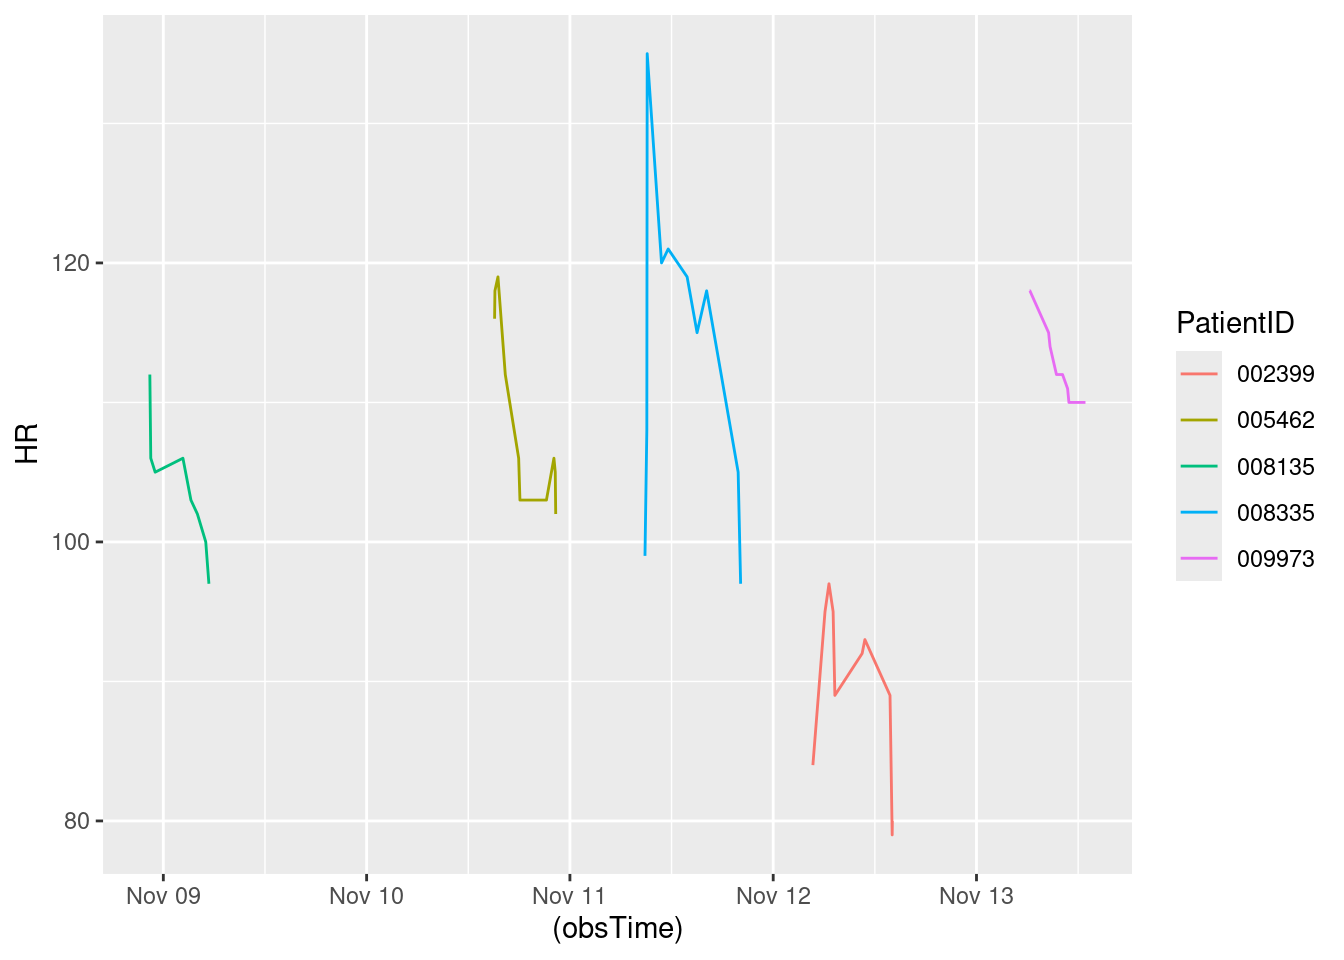 120
100
80
HR
Nov 09
Nov 10
Nov 11
Nov 12
Nov 13
(obsTime)
PatientID
002399
005462
008135
008335
009973